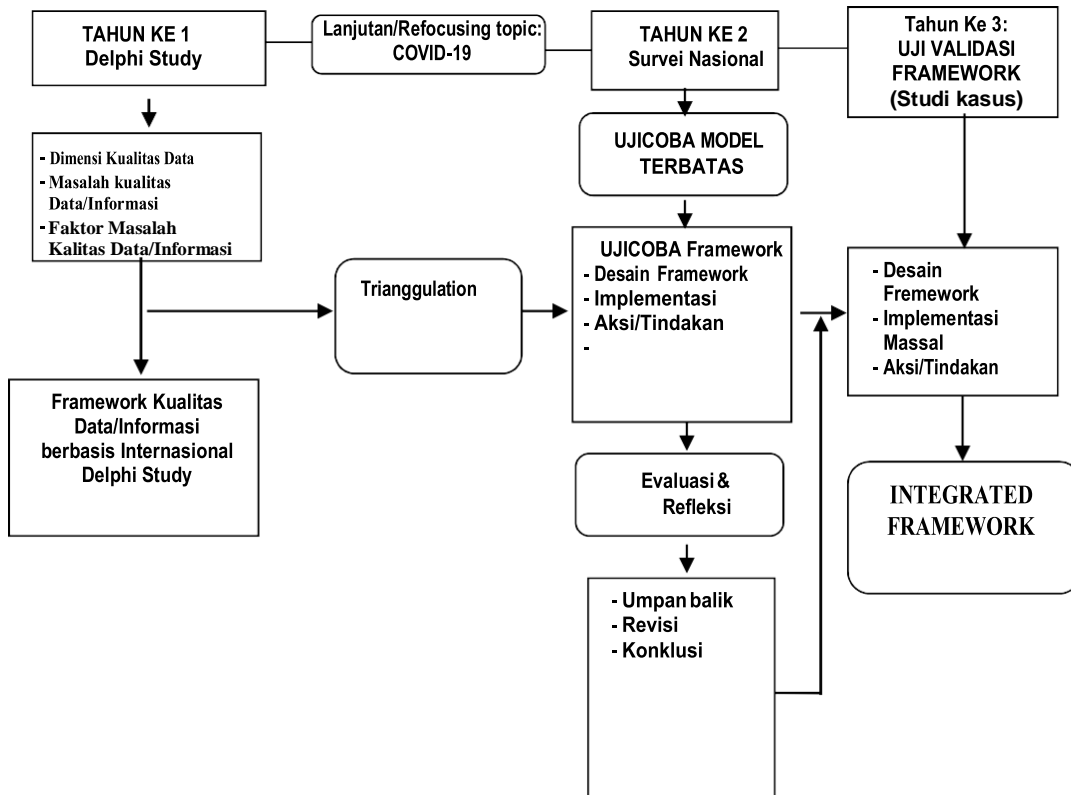 TAHUN KE 1
Delphi Study
Lanjutan/Refocusing topic:
COVID-19
TAHUN KE 2
Survei Nasional
Tahun Ke 3:
UJI VALIDASI
FRAMEWORK
(Studi kasus)
- Dimensi Kualitas Data
- Masalah kualitas
Data/Informasi
- Faktor Masalah
Kalitas Data/Informasi
UJICOBA MODEL
TERBATAS
Trianggulation
UJICOBA Framework
- Desain Framework
- Implementasi
- Aksi/Tindakan
-
- Desain
Fremework
- Implementasi
Massal
- Aksi/Tindakan
Framework Kualitas
Data/Informasi
berbasis Internasional
Delphi Study
Evaluasi &
Refleksi
INTEGRATED
FRAMEWORK
- Umpan balik
- Revisi
- Konklusi